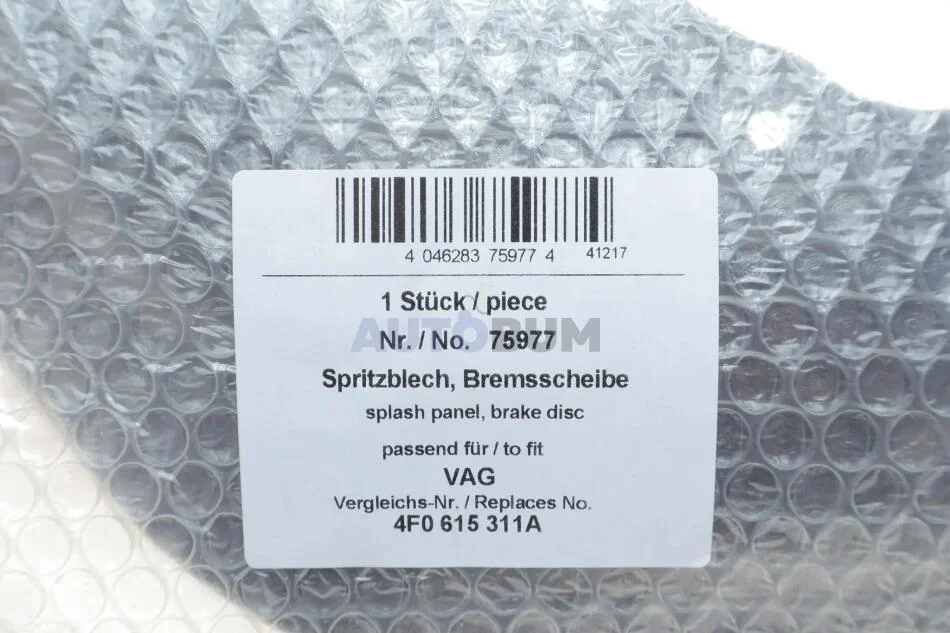 4 046283 75977 4 41217
1 Stück / piece
AUTOBUM
Nr. / No. 75977
Spritzblech, Bremsscheibe
splash panel, brake disc
passend für / to fit
VAG
Vergleichs-Nr. / Replaces No.
4F0 615 311A